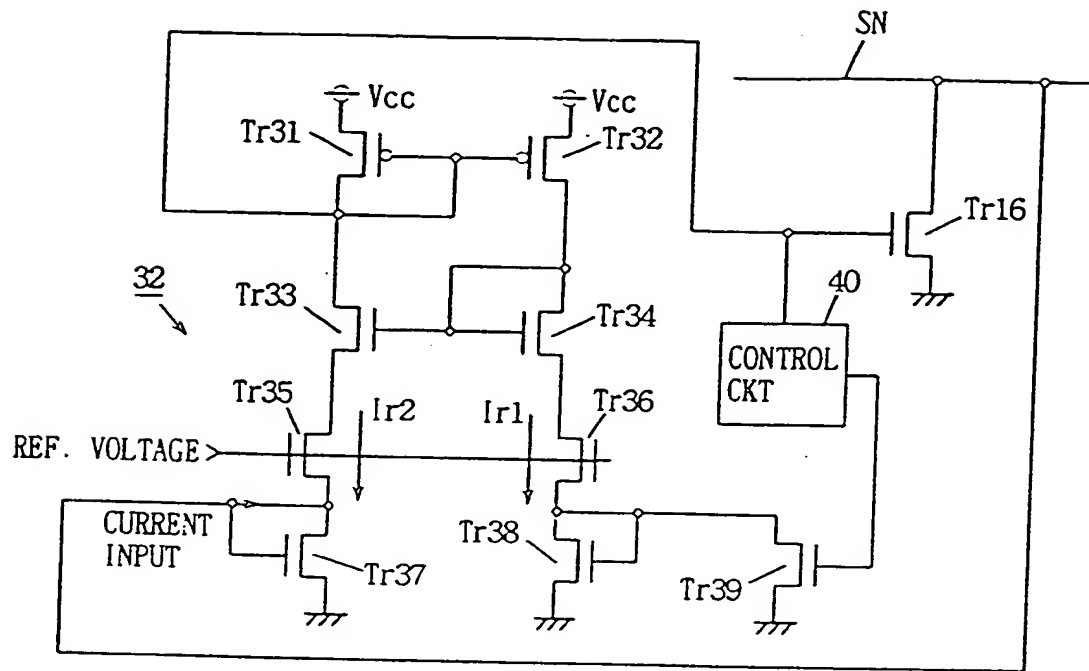 SN
Vcc
Vcc
Tr31
Tr32
Tr16
32
Tr33
Tr34
40
CONTROL
CKT
Tr35
Ir2
Ir1
Tr36
REF. VOLTAGE
CURRENT
INPUT
Tr37
Tr38
Tr39